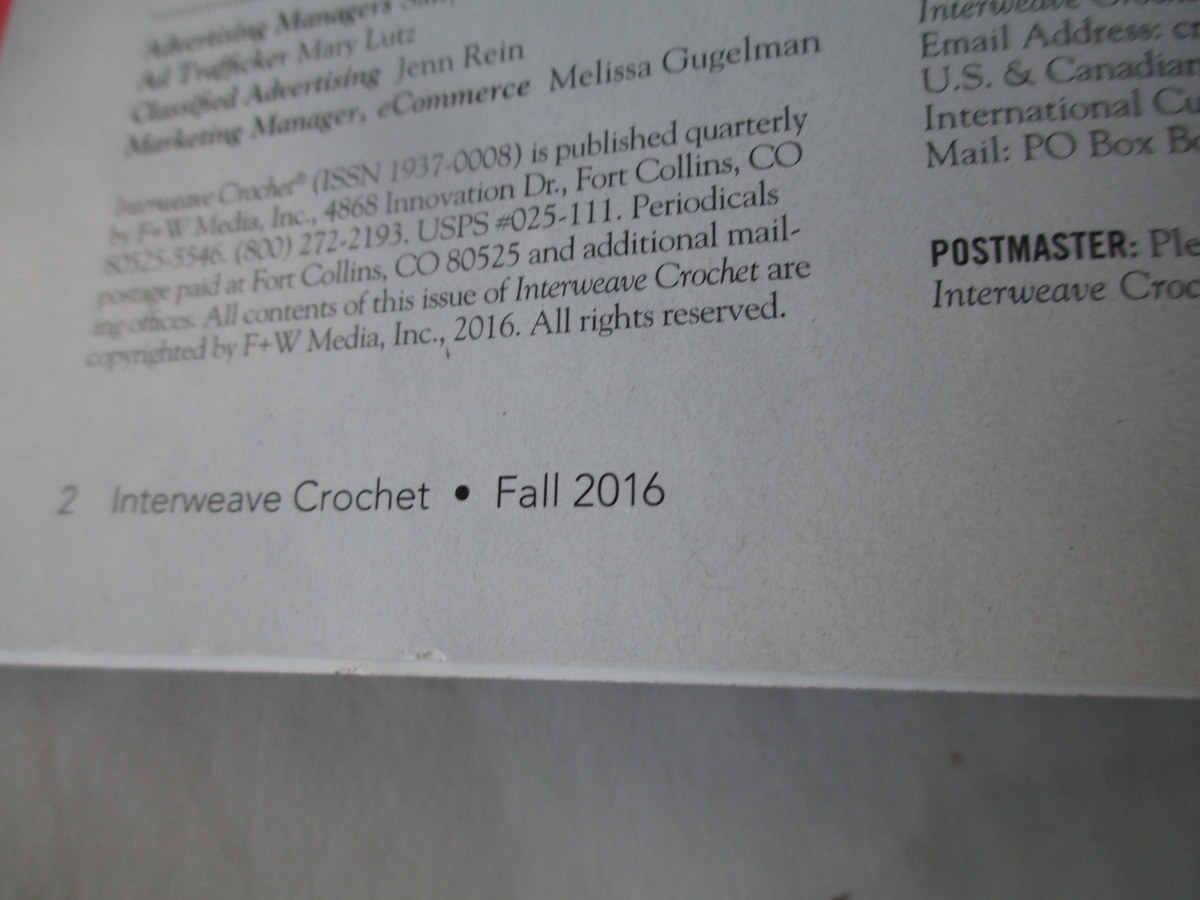 Advertising Managers
Ad Trafficker Mary Lutz
Classified Advertising Jenn Rein
Marketing Manager, eCommerce Melissa Gugelman
Interweave Crochet® (ISSN 1937-0008) is published quarterly
by F+W Media, Inc., 4868 Innovation Dr., Fort Collins, CO
80525-5546. (800) 272-2193. USPS #025-111. Periodicals
postage paid at Fort Collins, CO 80525 and additional mail-
ing offices. All contents of this issue of Interweave Crochet are
copyrighted by F+W Media, Inc., 2016. All rights reserved.
2 Interweave Crochet • Fall 2016
Interweave
Email Address:
U.S. & Canadian
International
Mail: PO Box
POSTMASTER:
Interweave